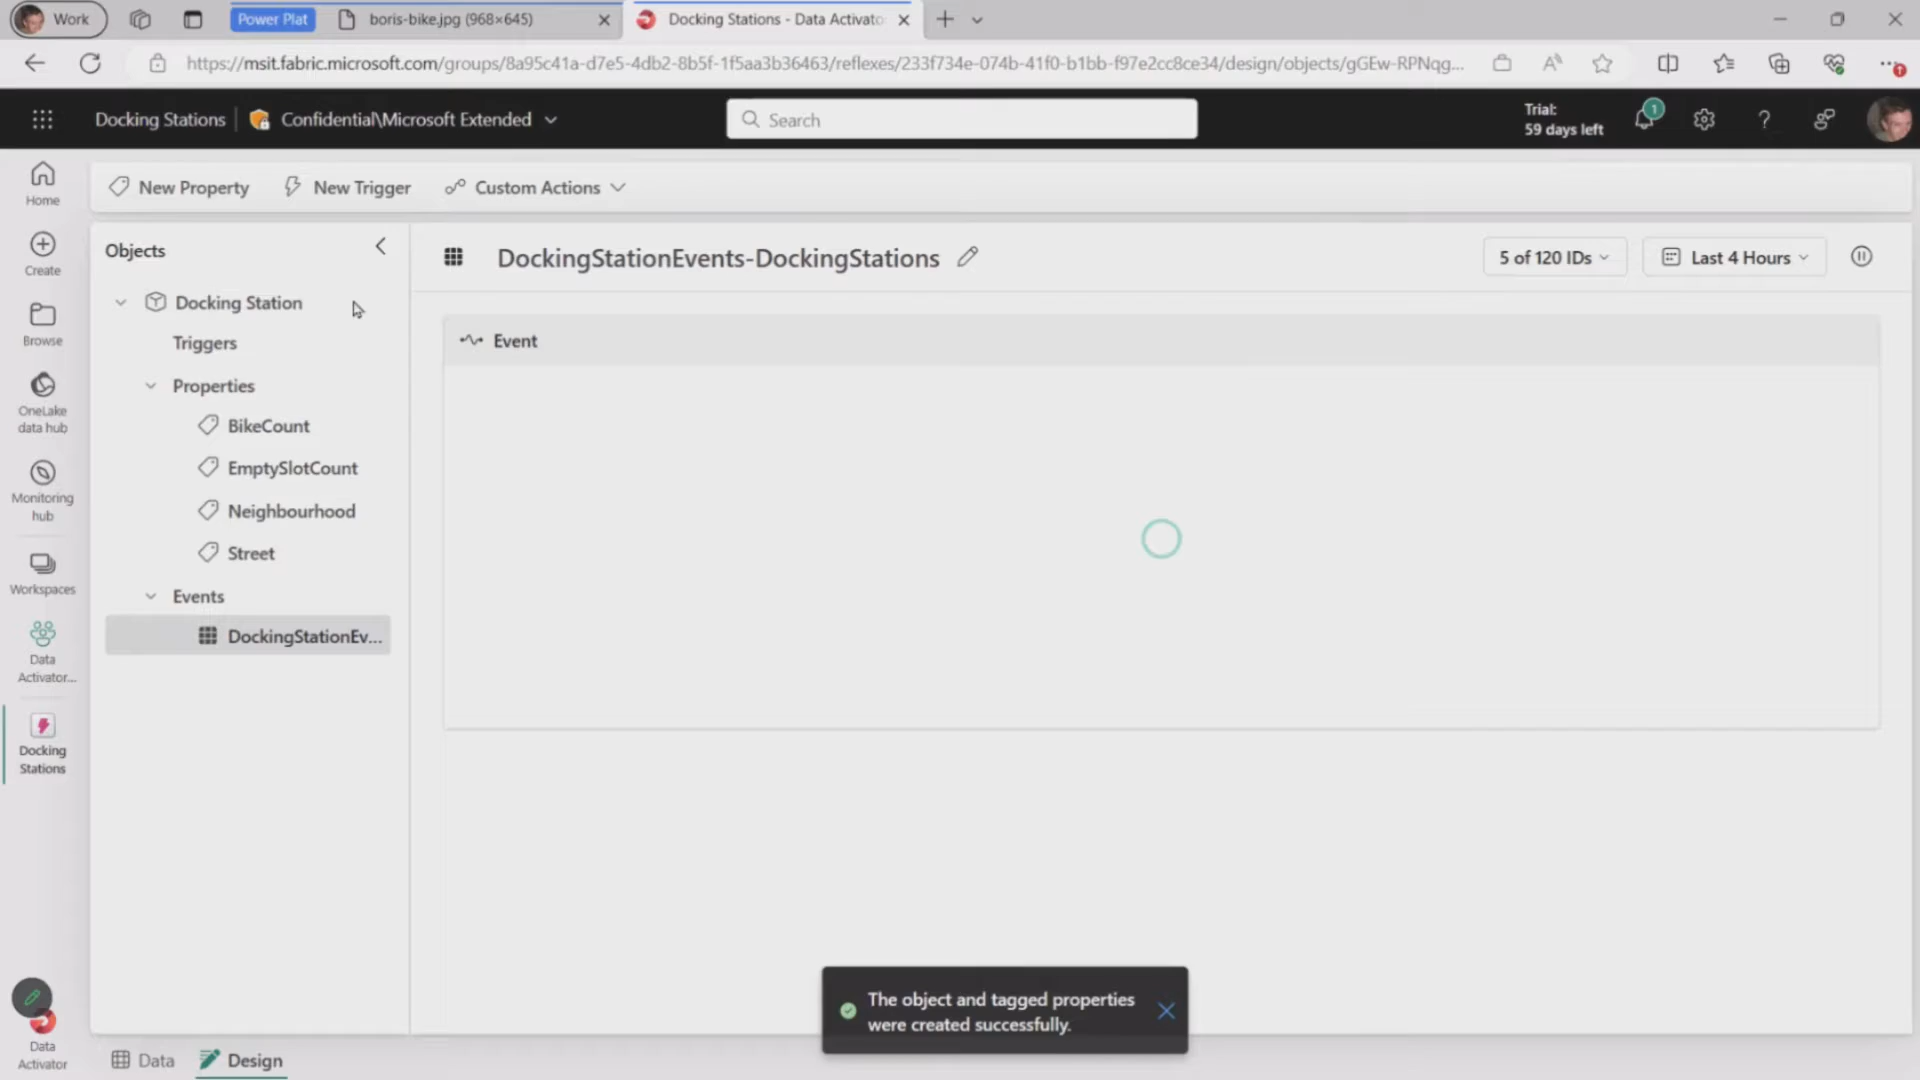 Work
Power Plat
boris-bike.jpg (968×645)
Docking Stations - Data Activato
https://msit.fabric.microsoft.com/groups/8a95c41a-d7e5-4db2-8b5f-1f5aa3b36463/reflexes/233f734e-074b-41f0-b1bb-f97e2cc8ce34/design/objects/gGEw-RPNqg...
Docking Stations
Confidential\Microsoft Extended
Search
Trial:
59 days left
1
Home
Create
Browse
OneLake
data hub
Monitoring
hub
Workspaces
Data
Activator...
Docking
Stations
Data
Activator
New Property
New Trigger
Custom Actions
Objects
Docking Station
Triggers
Properties
BikeCount
EmptySlotCount
Neighbourhood
Street
Events
DockingStationEv...
DockingStationEvents-DockingStations
5 of 120 IDs
Last 4 Hours
Event
The object and tagged properties
were created successfully.
Data
Design